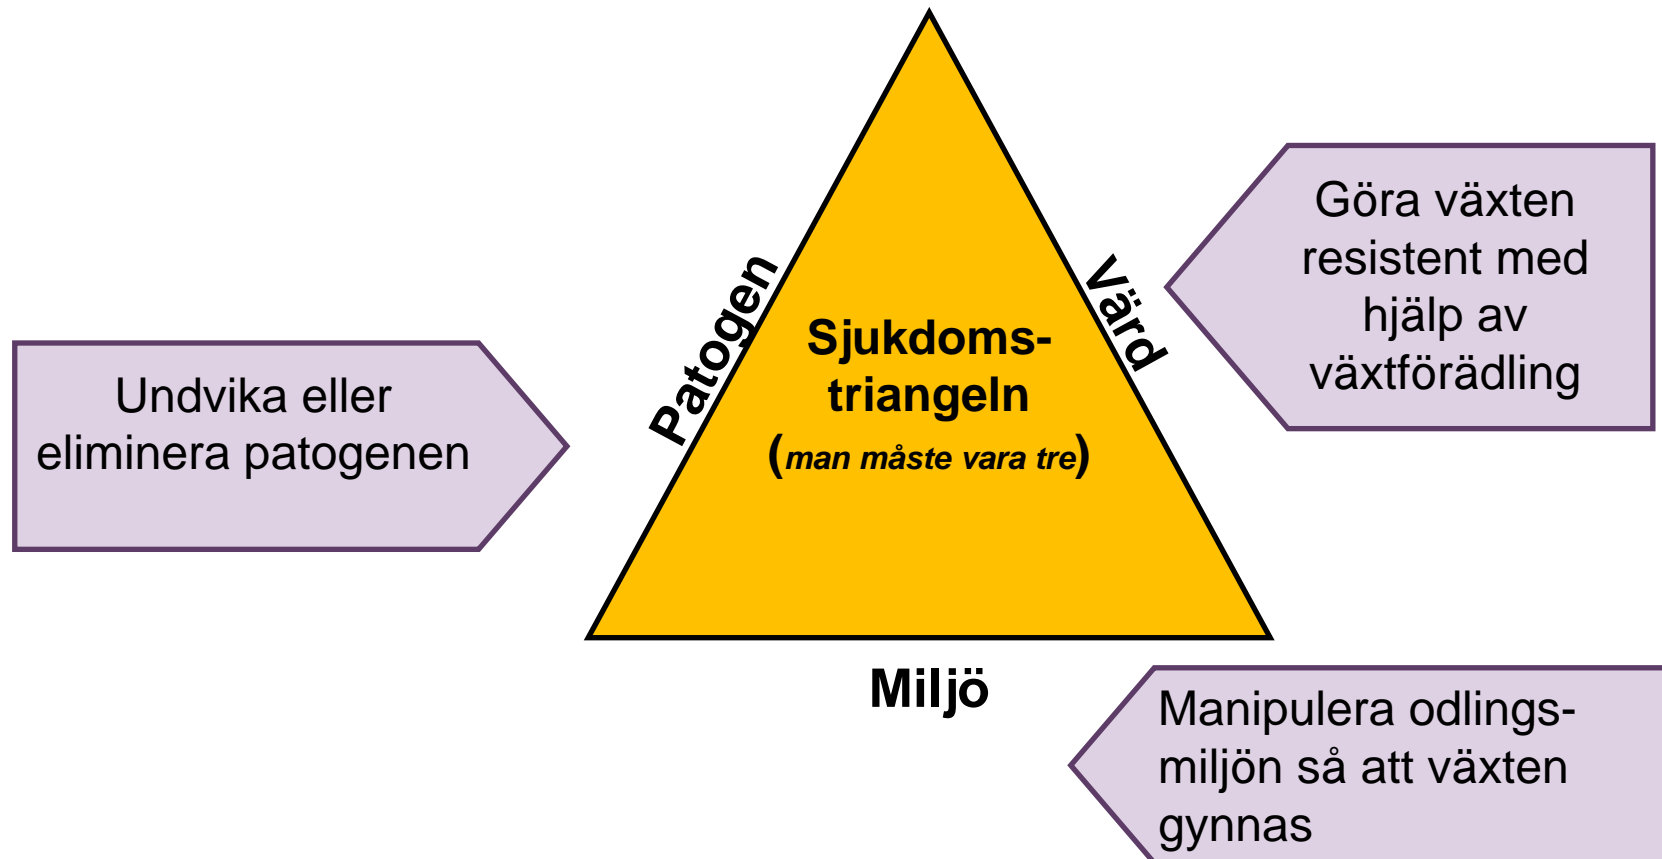 Patogen
Värd
Sjukdoms-
triangeln
(man måste vara tre)
Miljö
Undvika eller
eliminera patogenen
Göra växten
resistent med
hjälp av
växtförädling
Manipulera odlings-
miljön så att växten
gynnas